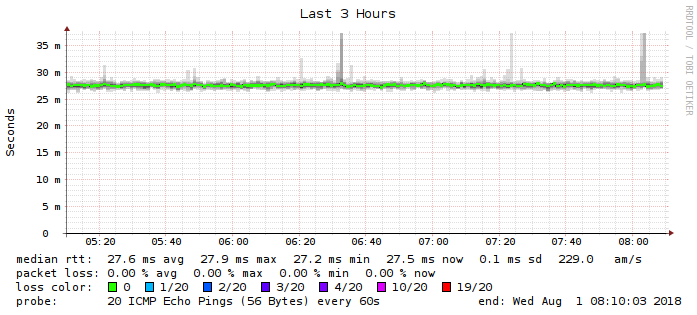 Last 3 Hours
RRDTOOL / TOBI OETIKER
Seconds
35 m
30 m
25 m
20 m
15 m
10 m
5 m
0
05:20 05:40 06:00 06:20 06:40 07:00 07:20 07:40 08:00
median rtt: 27.6 ms avg 27.9 ms max 27.2 ms min 27.5 ms now 0.1 ms sd 229.0 am/s
packet loss: 0.00 % avg 0.00 % max 0.00 % min 0.00 % now
loss color: 0 1/20 2/20 3/20 4/20 10/20 19/20
probe: 20 ICMP Echo Pings (56 Bytes) every 60s end: Wed Aug 1 08:10:03 2018